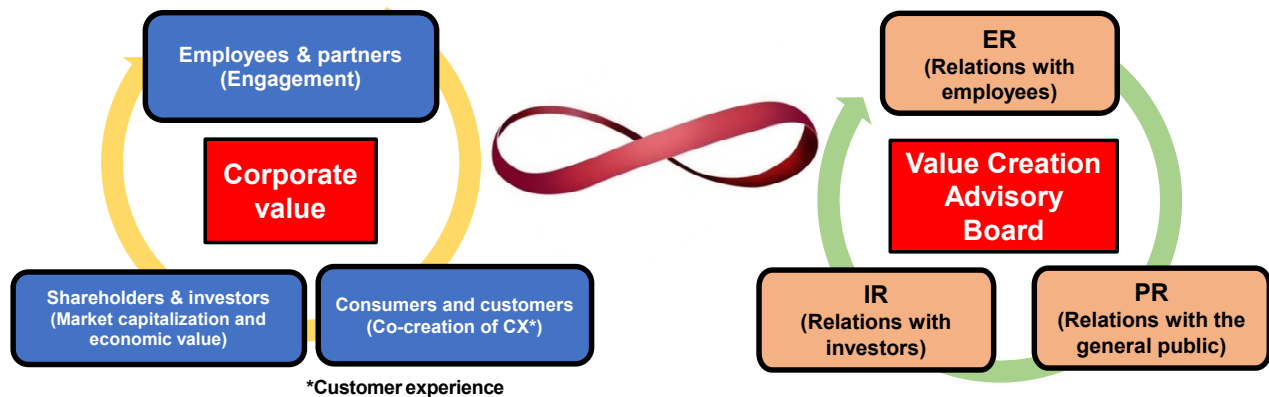 Employees & partners
(Engagement)
Corporate
value
Shareholders & investors
(Market capitalization and
economic value)
Consumers and customers
(Co-creation of CX*)
*Customer experience
ER
(Relations with
employees)
Value Creation
Advisory
Board
IR
(Relations with
investors)
PR
(Relations with the
general public)